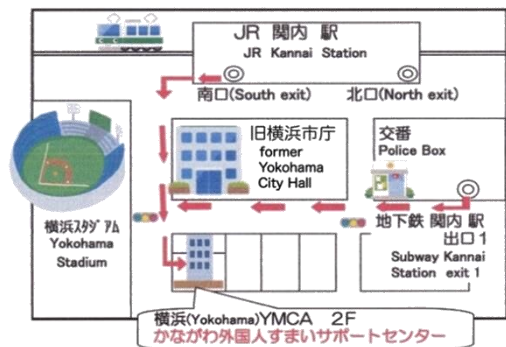 JR 関内 駅
JR Kannai Station
南口(South exit)
北口(North exit)
旧横浜市庁
former
Yokohama
City Hall
交番
Police Box
横浜スタジアム
Yokohama
Stadium
地下鉄 関内 駅
出口1
Subway Kannai
Station exit 1
横浜(Yokohama)YMCA 2F
かながわ外国人すまいサポートセンター